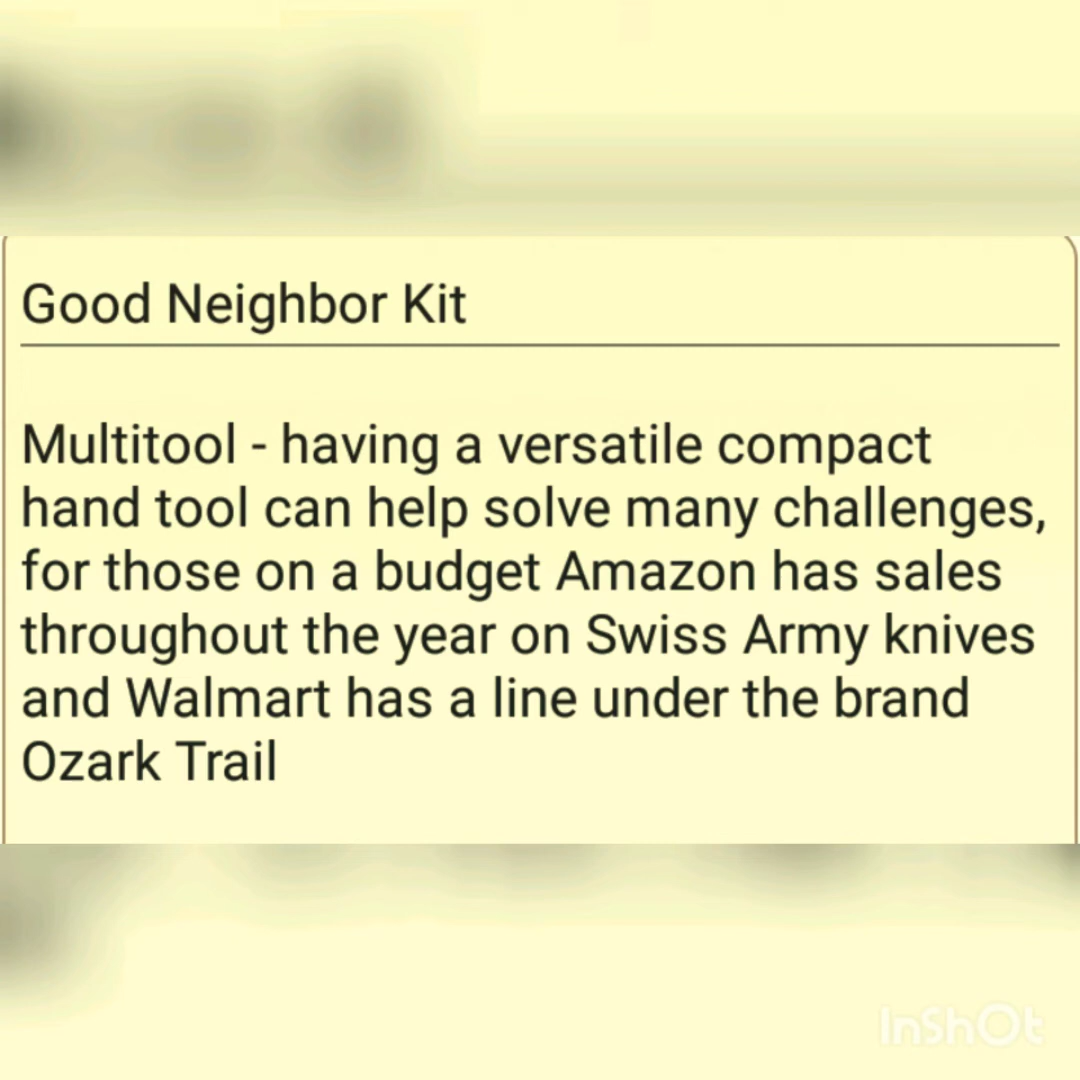 Good Neighbor Kit
Multitool - having a versatile compact
hand tool can help solve many challenges,
for those on a budget Amazon has sales
throughout the year on Swiss Army knives
and Walmart has a line under the brand
Ozark Trail
InShOt